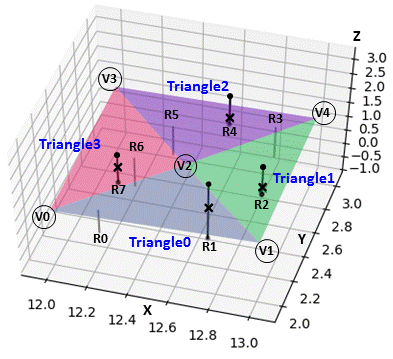 Z
3.0
2.5
2.0
1.5
1.0
0.5
0.0
−0.5
−1.0
V3
Triangle2
R5
R4
R3
V4
Triangle3
R6
V2
R7
Triangle1
R2
V0
R0
Triangle0
R1
V1
3.0
Y
2.8
2.6
2.4
2.2
2.0
12.0
12.2
12.4
12.6
12.8
13.0
X